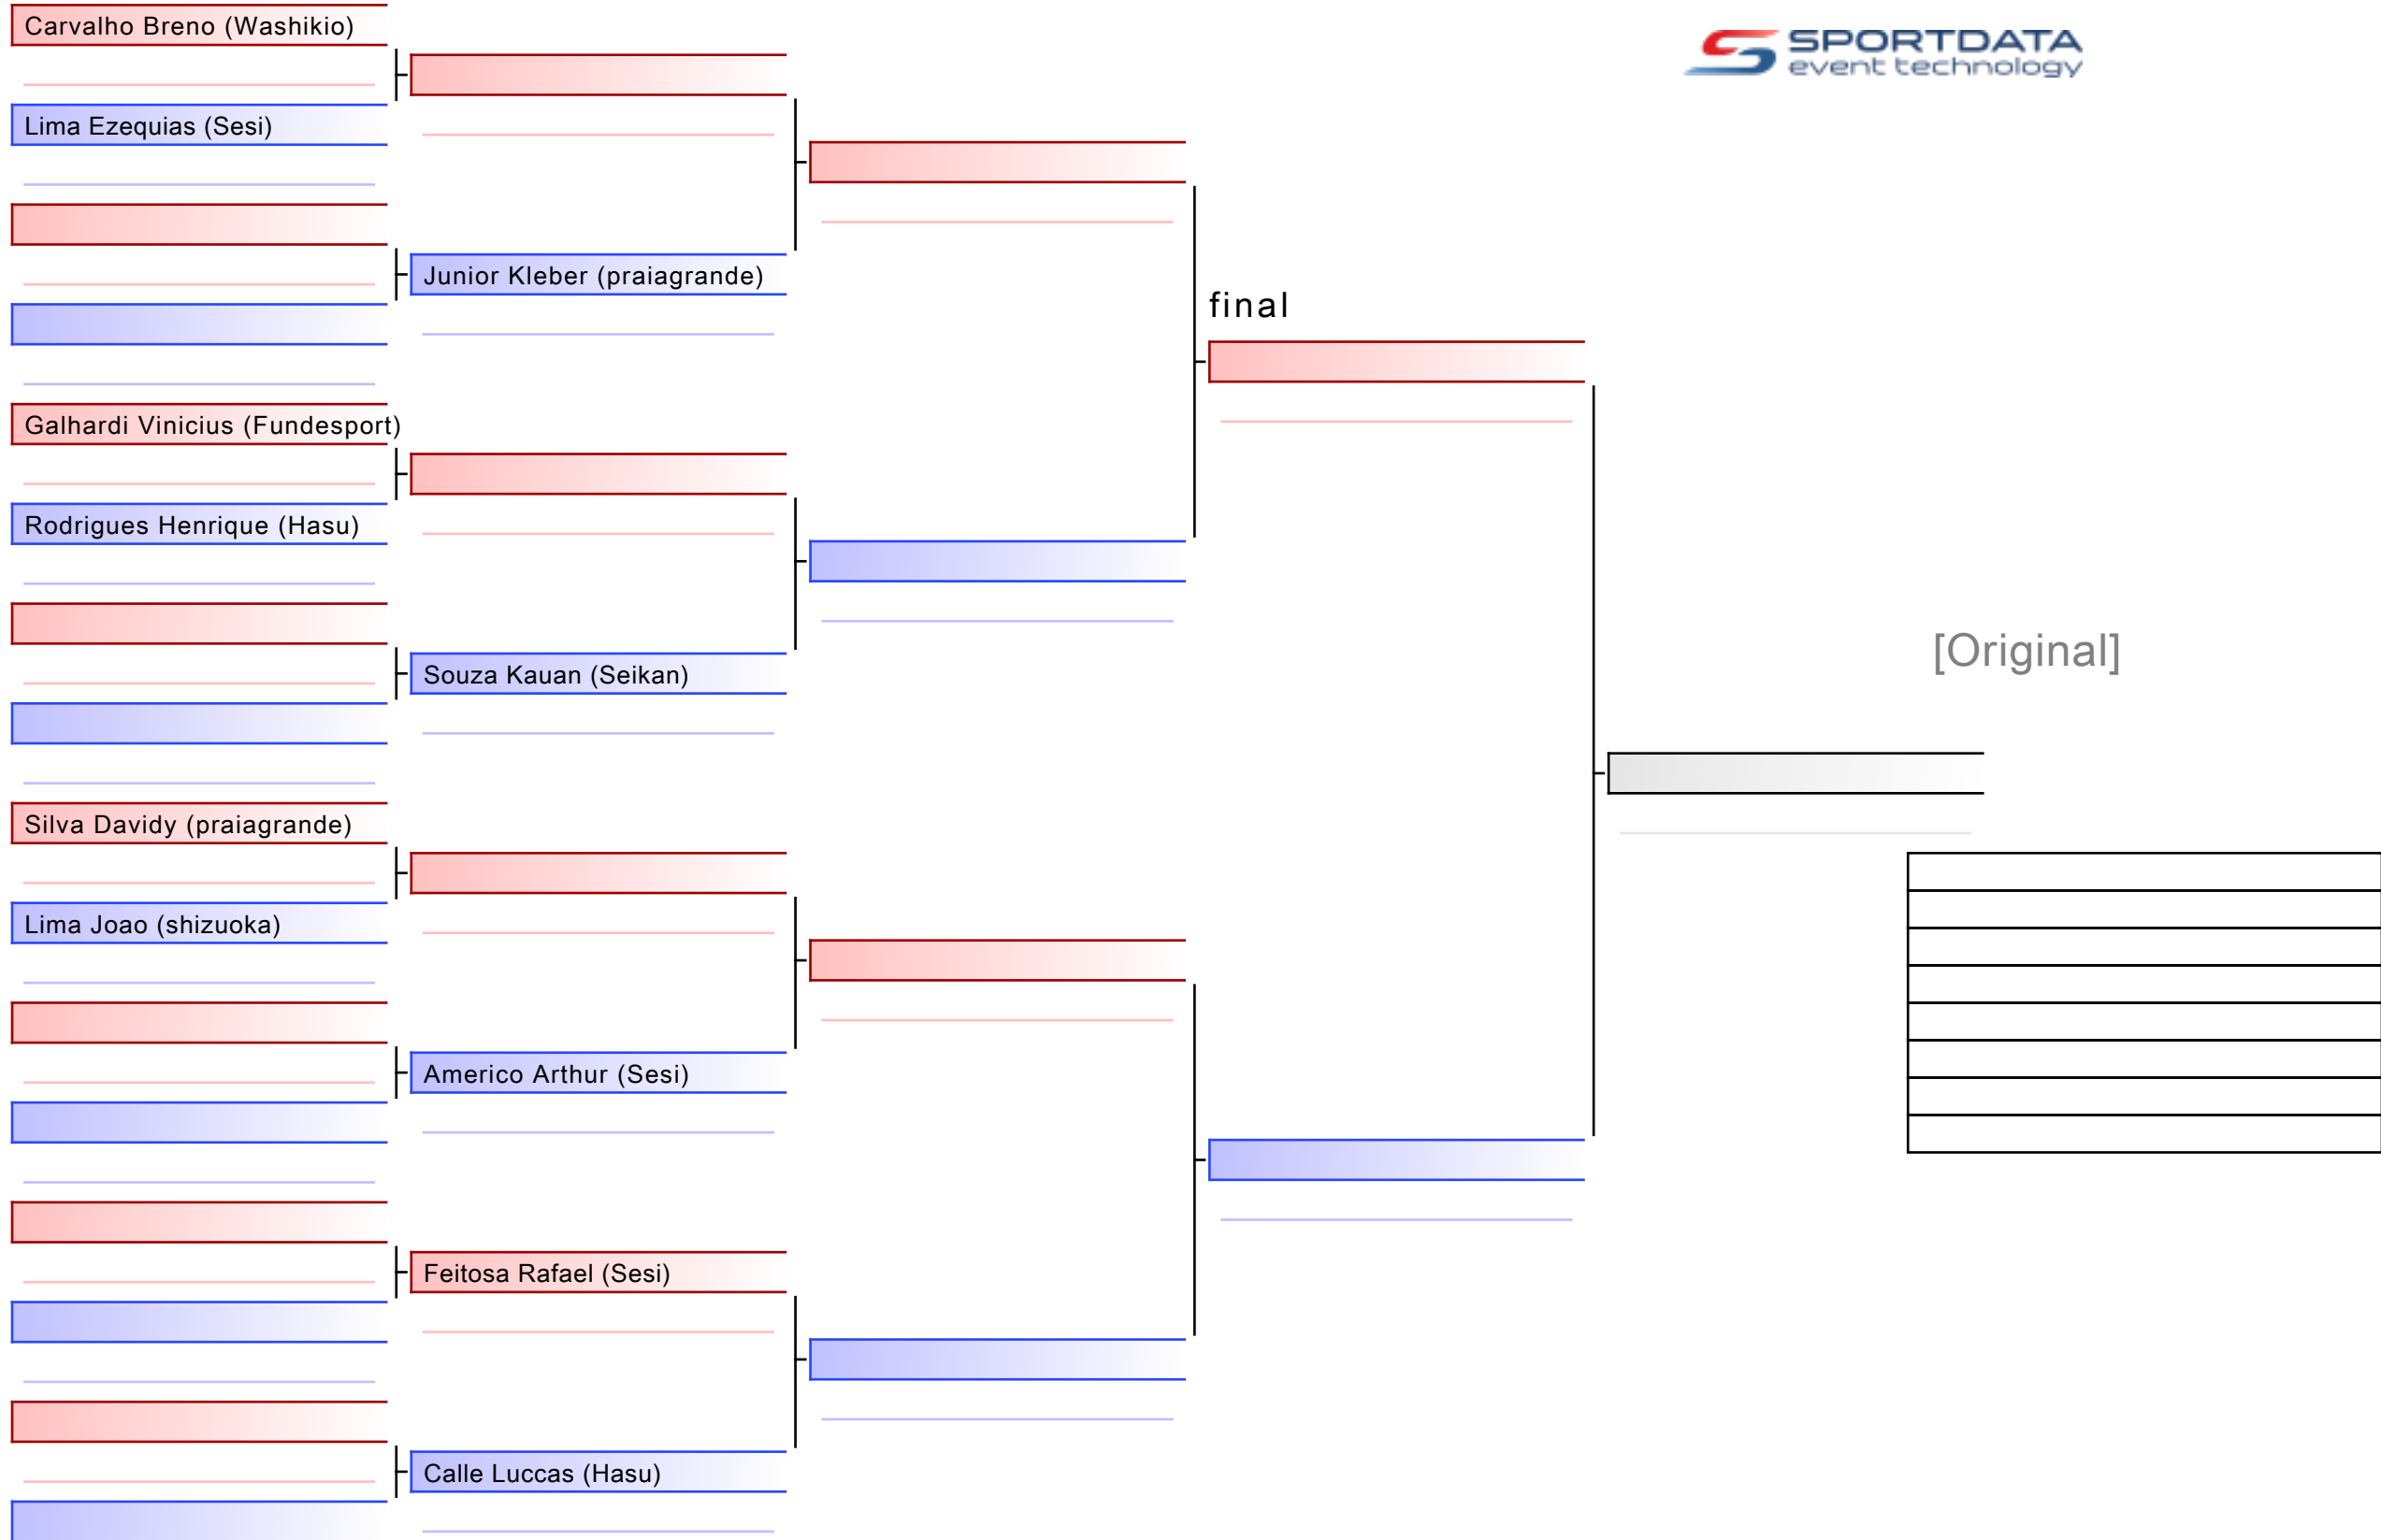 Carvalho Breno (Washikio)
SPORTDATA
event technology
Lima Ezequias (Sesi)
Junior Kleber (praiagrande)
final
Galhardi Vinicius (Fundesport)
Rodrigues Henrique (Hasu)
[Original]
Souza Kauan (Seikan)
Silva Davidy (praiagrande)
Lima Joao (shizuoka)
Americo Arthur (Sesi)
Feitosa Rafael (Sesi)
Calle Luccas (Hasu)